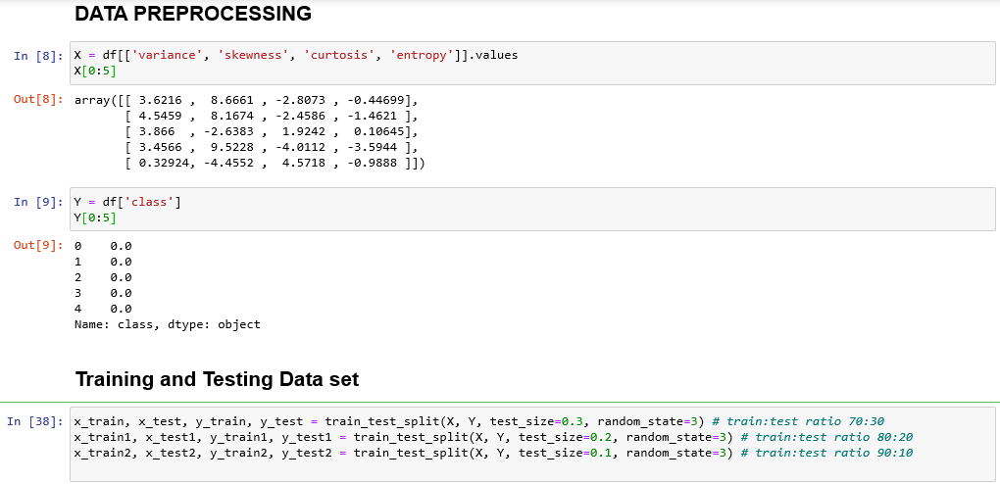 DATA PREPROCESSING
In [8]: X = df[['variance', 'skewness', 'curtosis', 'entropy']].values
X[0:5]
Out[8]: array([[ 3.6216 ,  8.6661 , -2.8073 , -0.44699],
[ 4.5459 ,  8.1674 , -2.4586 , -1.4621 ],
[ 3.866  , -2.6383 ,  1.9242 ,  0.10645],
[ 3.4566 ,  9.5228 , -4.0112 , -3.5944 ],
[ 0.32924, -4.4552 ,  4.5718 , -0.9888 ]])
In [9]: Y = df['class']
Y[0:5]
Out[9]: 0    0.0
1    0.0
2    0.0
3    0.0
4    0.0
Name: class, dtype: object
Training and Testing Data set
In [38]: x_train, x_test, y_train, y_test = train_test_split(X, Y, test_size=0.3, random_state=3) # train:test ratio 70:30
x_train1, x_test1, y_train1, y_test1 = train_test_split(X, Y, test_size=0.2, random_state=3) # train:test ratio 80:20
x_train2, x_test2, y_train2, y_test2 = train_test_split(X, Y, test_size=0.1, random_state=3) # train:test ratio 90:10